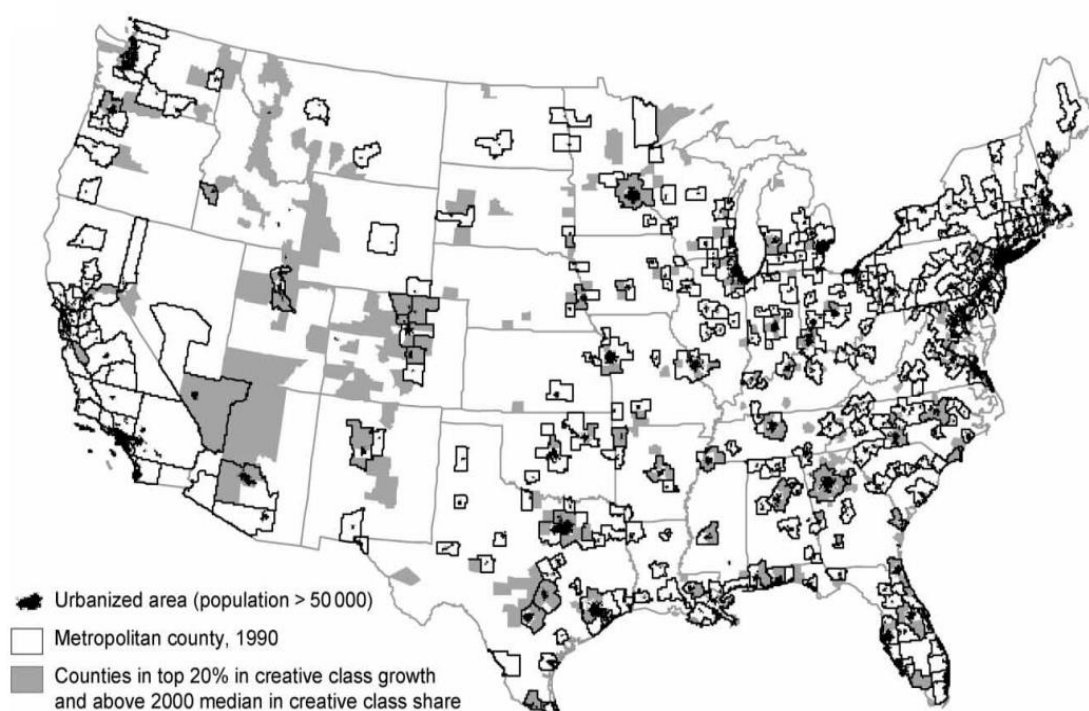 Urbanized area (population > 50 000)
Metropolitan county, 1990
Counties in top 20% in creative class growth
and above 2000 median in creative class share